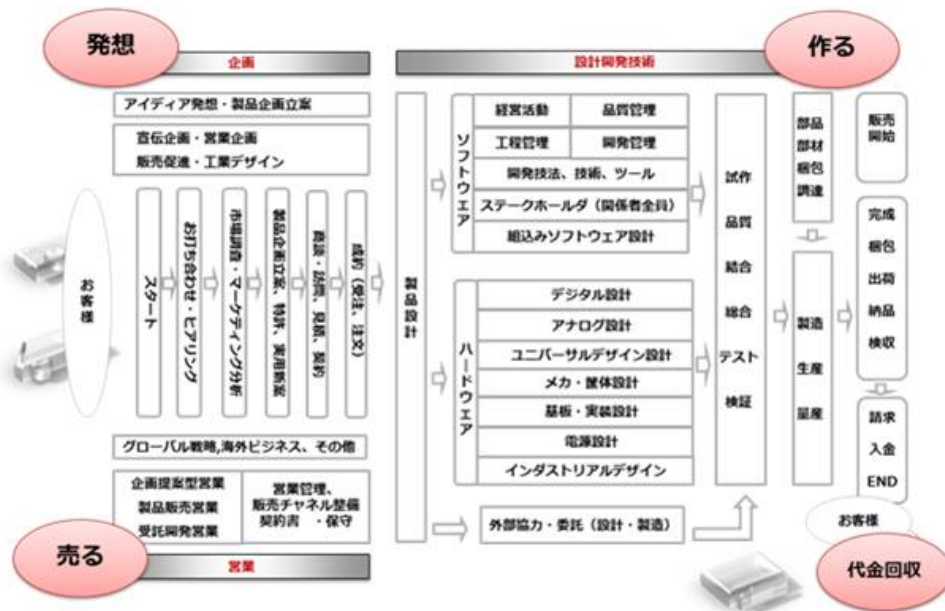 発想
企画
設計開発技術
作る
アイディア発想・製品企画立案
宣伝企画・営業企画
販売促進・工業デザイン
お客様
スタート
お打ち合わせ・ヒアリング
市場調査・マーケティング分析
製品企画立案、特許、実用新案
商談・訪問、見積、契約
成約（受注、注文）
グローバル戦略,海外ビジネス、その他
企画提案型営業
製品販売営業
受託開発営業
営業管理、
販売チャネル整備
契約書　・保守
売る
営業
製品設計
ソフトウェア
経営活動
品質管理
工程管理
開発管理
開発技法、技術、ツール
ステークホールダ（関係者全員）
組込みソフトウェア設計
ハードウェア
デジタル設計
アナログ設計
ユニバーサルデザイン設計
メカ・筐体設計
基板・実装設計
電源設計
インダストリアルデザイン
外部協力・委託（設計・製造）
試作
品質
結合
総合
テスト
検証
部品
部材
梱包
調達
製造
生産
量産
販売
開始
完成
梱包
出荷
納品
検収
請求
入金
END
お客様
代金回収